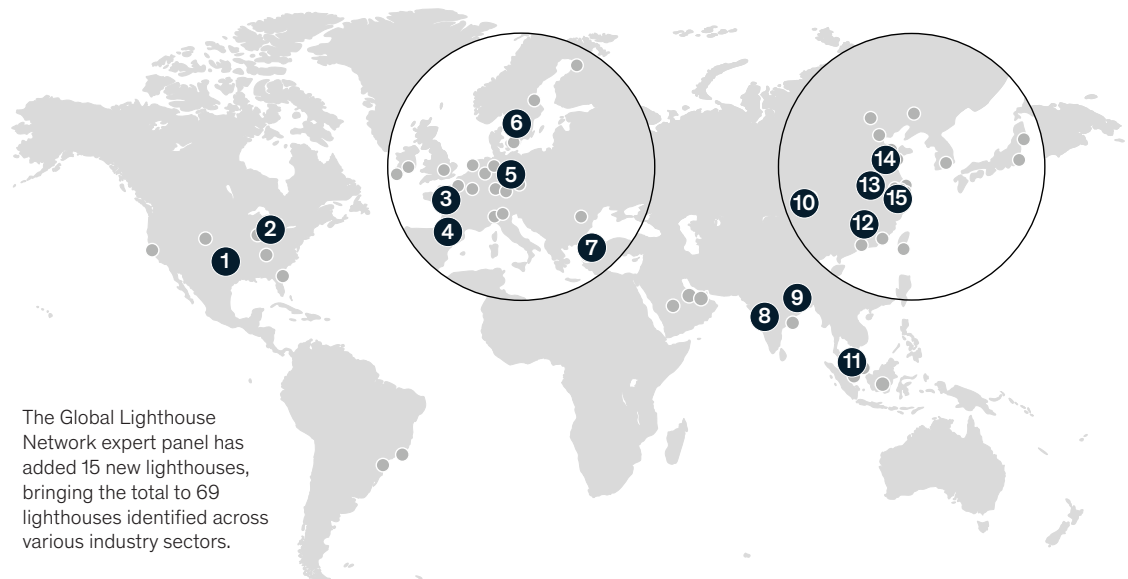 6
14
5
13
3
10
15
12
2
4
7
1
9
8
11
The Global Lighthouse
Network expert panel has
added 15 new lighthouses,
bringing the total to 69
lighthouses identified across
various industry sectors.